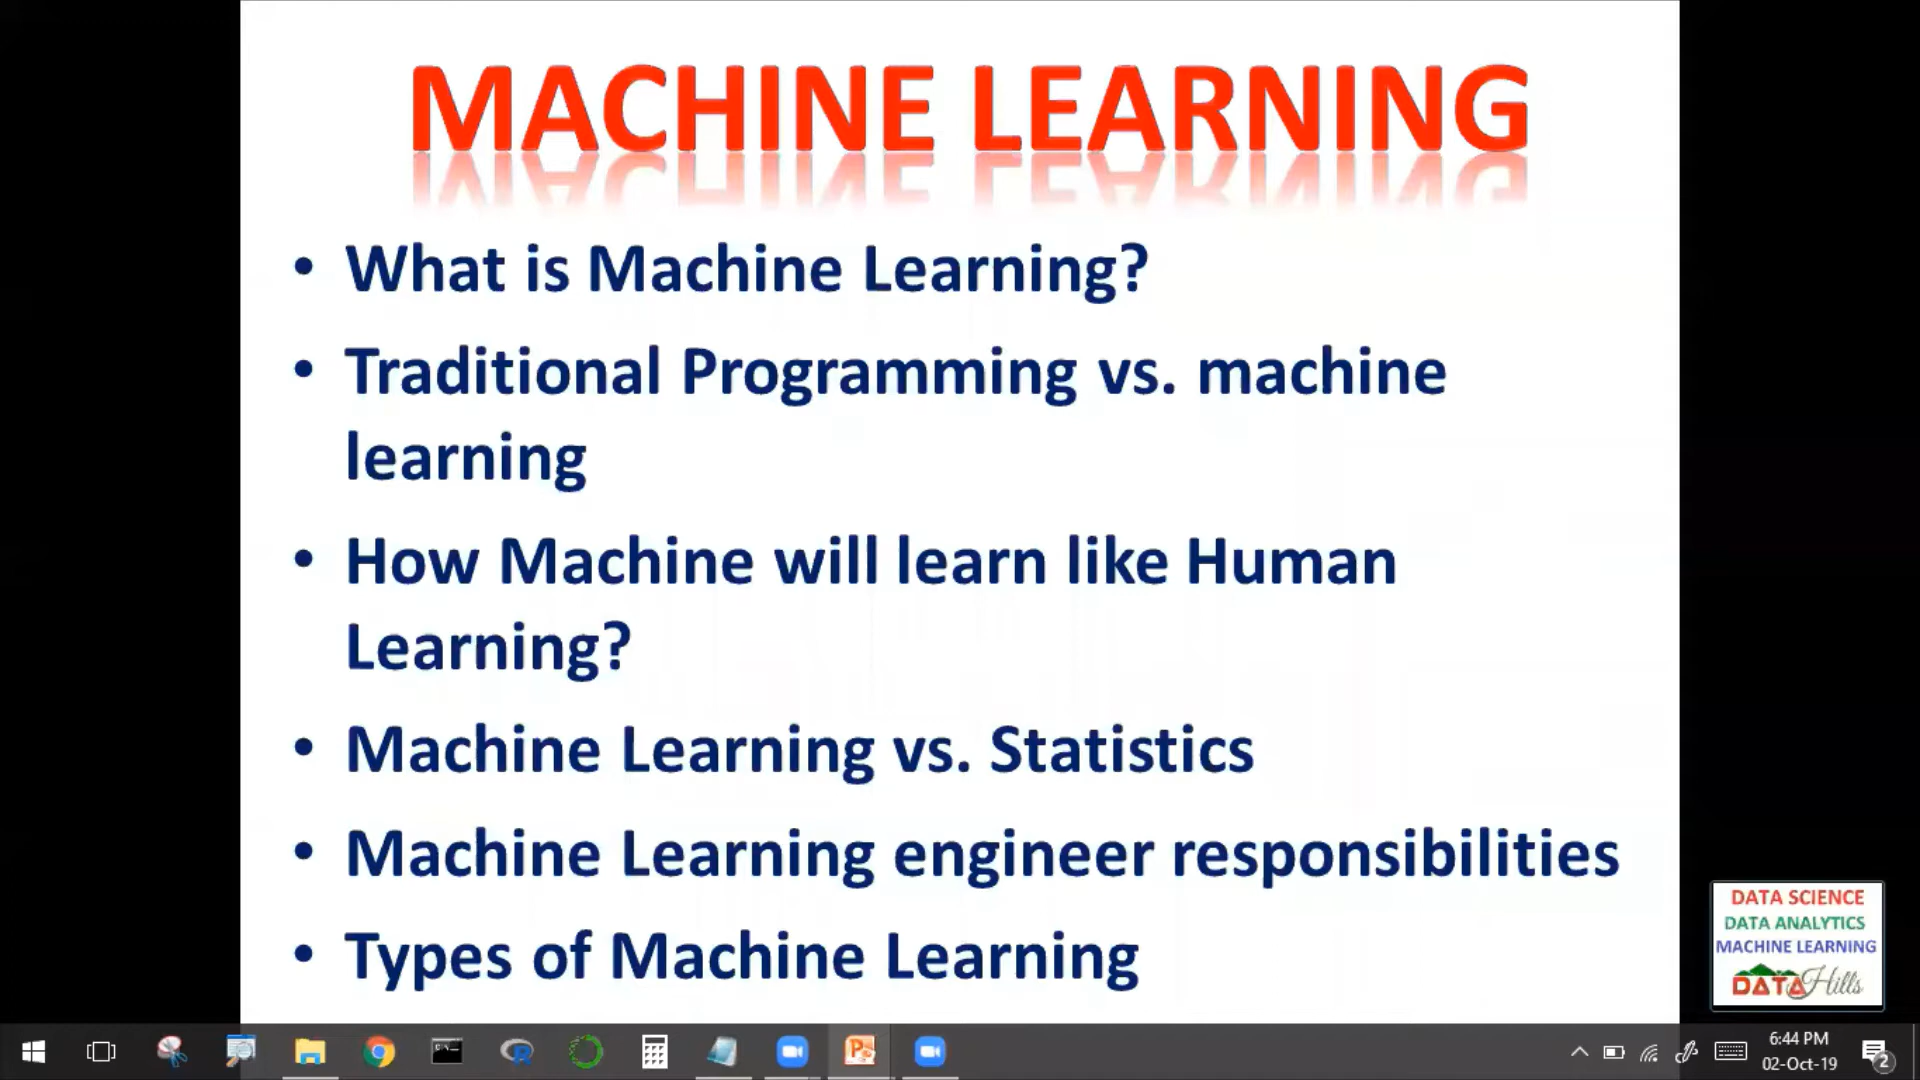 MACHINE LEARNING
• What is Machine Learning?
• Traditional Programming vs. machine
learning
• How Machine will learn like Human
Learning?
• Machine Learning vs. Statistics
• Machine Learning engineer responsibilities
• Types of Machine Learning
DATA SCIENCE
DATA ANALYTICS
MACHINE LEARNING
DATA Hills
6:44 PM
02-Oct-19
2